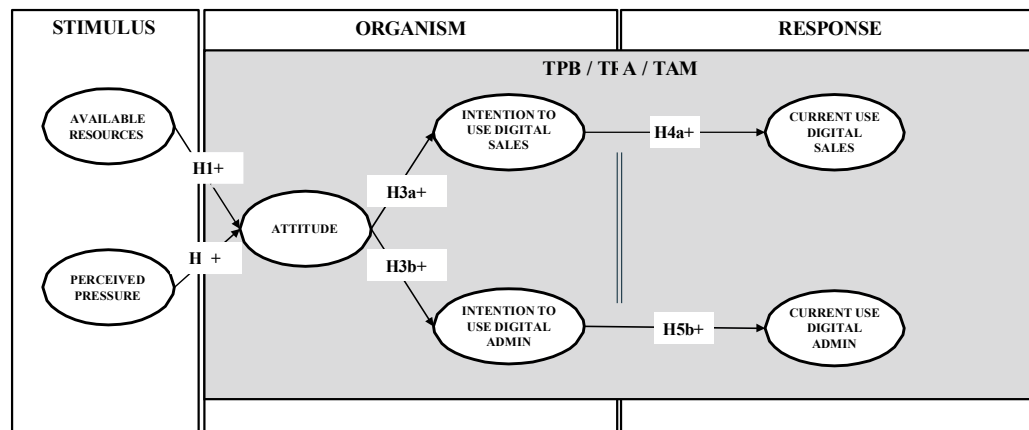 STIMULUS
ORGANISM
RESPONSE
TPB / TRA / TAM
AVAILABLE
RESOURCES
INTENTION TO
USE DIGITAL
SALES
H4a+
CURRENT USE
DIGITAL
SALES
H1+
H3a+
ATTITUDE
H +
H3b+
PERCEIVED
PRESSURE
INTENTION TO
USE DIGITAL
ADMIN
H5b+
CURRENT USE
DIGITAL
ADMIN